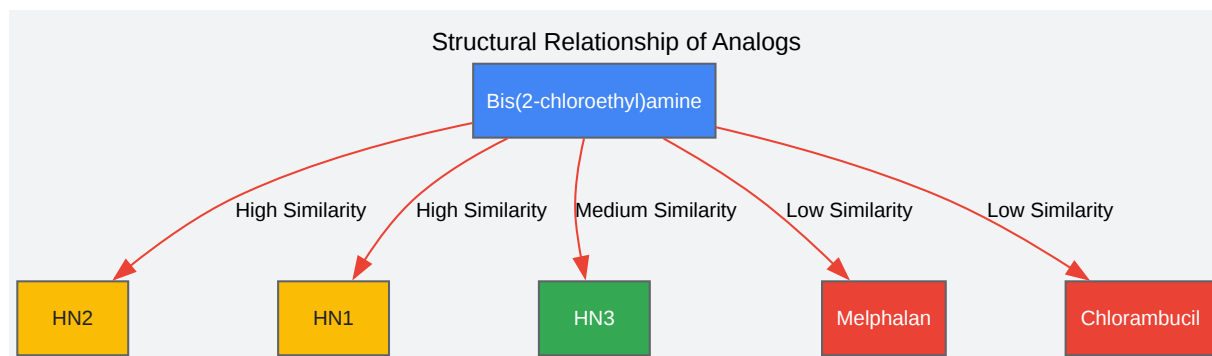 Structural Relationship of Analogs
Bis(2-chloroethyl)amine
High Similarity
High Similarity
Medium Similarity
Low Similarity
Low Similarity
HN2
HN1
HN3
Melphalan
Chlorambucil